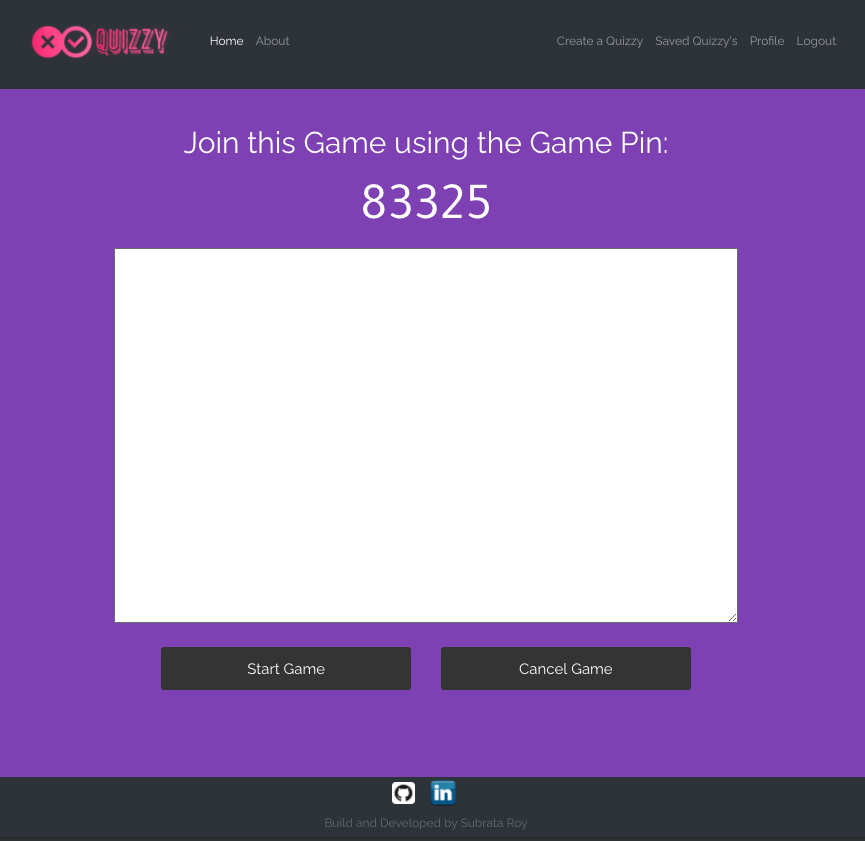 QUIZZY
Home About
Create a Quizzy Saved Quizzy's Profile Logout
Join this Game using the Game Pin:
83325
Start Game
Cancel Game
in
Build and Developed by Subrata Roy